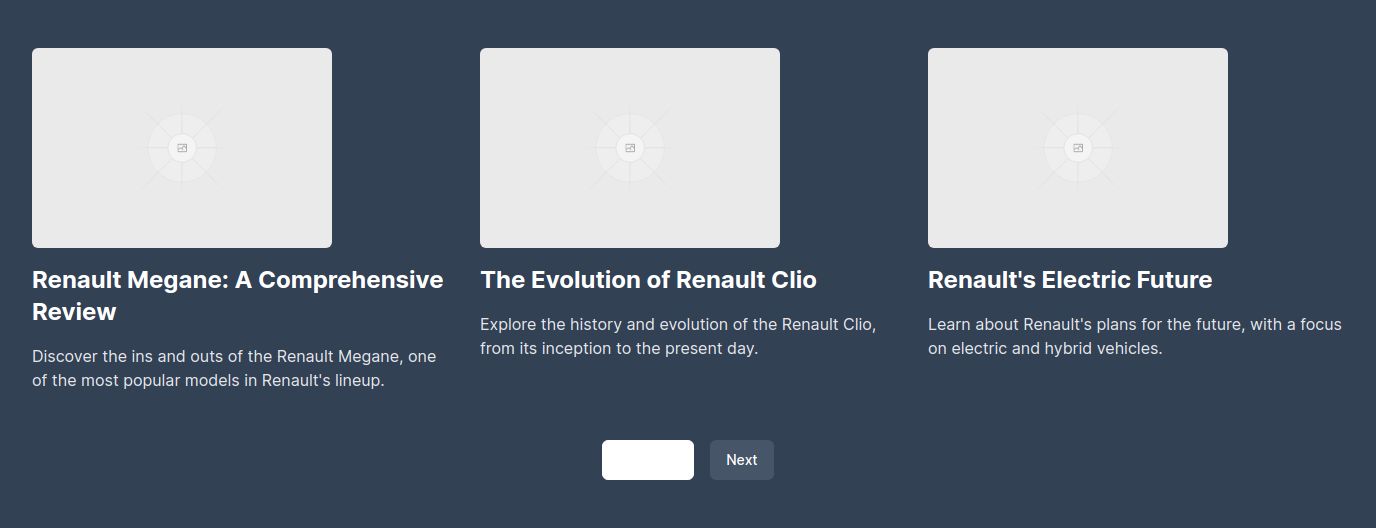 Renault Megane: A Comprehensive
Review
Discover the ins and outs of the Renault Megane, one
of the most popular models in Renault's lineup.
The Evolution of Renault Clio
Explore the history and evolution of the Renault Clio,
from its inception to the present day.
Renault's Electric Future
Learn about Renault's plans for the future, with a focus
on electric and hybrid vehicles.
Next